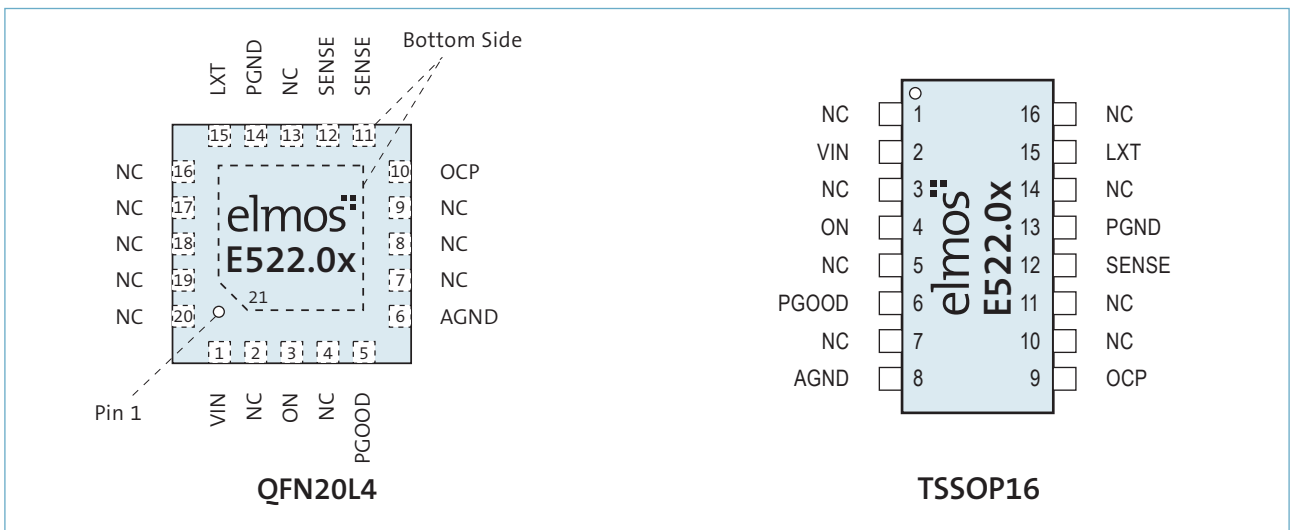 Bottom Side
LXT
PGND
NC
SENSE
SENSE
15 14 13 12 11
NC 16
NC 17
NC 18
NC 19
NC 20
10 OCP
9 NC
8 NC
7 NC
6 AGND
elmos
E522.0x
21
1 2 3 4 5
Pin 1
VIN
NC
ON
NC
PGOOD
QFN20L4
NC 1 16 NC
VIN 2 15 LXT
NC 3 14 NC
ON 4 13 PGND
NC 5 12 SENSE
PGOOD 6 11 NC
NC 7 10 NC
AGND 8 9 OCP
elmos
E522.0x
TSSOP16